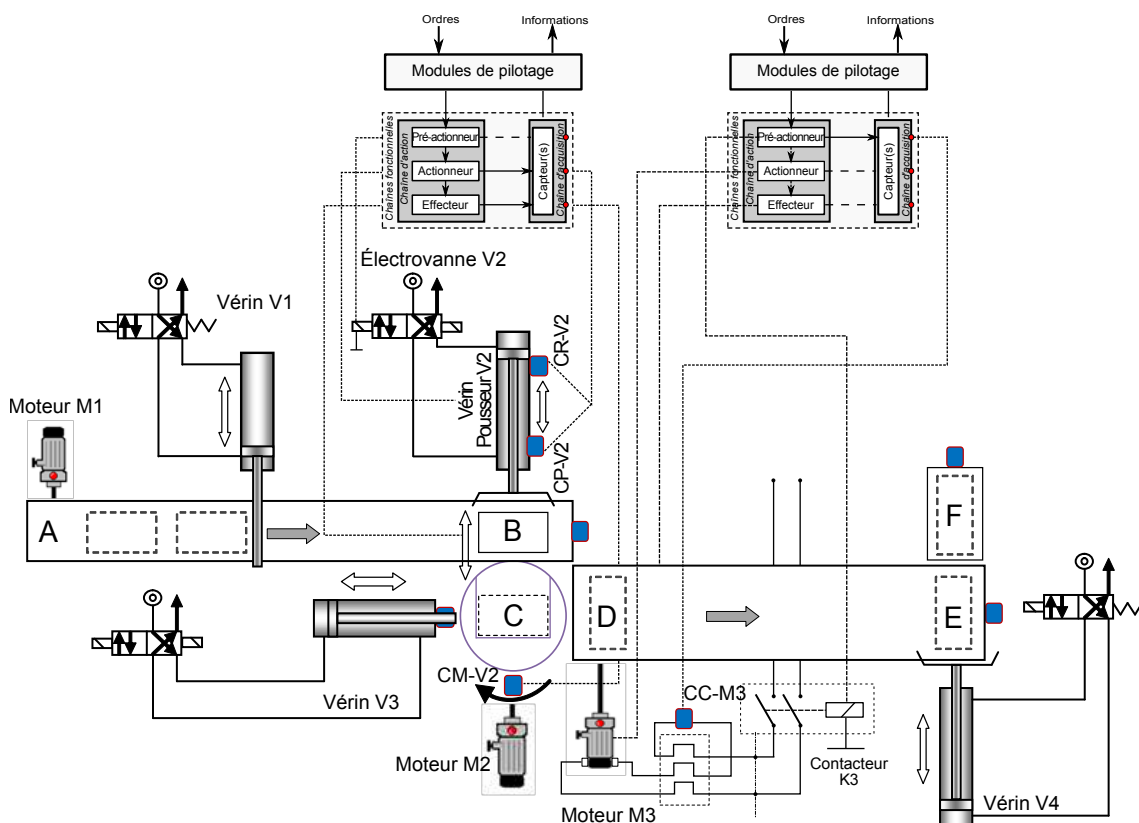 Ordres
Informations
Modules de pilotage
Chaînes fonctionnelles
Chaîne d'action
Pré-actionneur
Actionneur
Effecteur
Capteur(s)
Chaîne d'acquisition
Ordres
Informations
Modules de pilotage
Chaînes fonctionnelles
Chaîne d'action
Pré-actionneur
Actionneur
Effecteur
Capteur(s)
Chaîne d'acquisition
Électrovanne V2
Vérin V1
Vérin
Pousseur V2
CR-V2
CP-V2
Moteur M1
A
B
F
C
D
E
CM-V2
Vérin V3
CC-M3
Moteur M2
Contacteur
K3
Moteur M3
Vérin V4